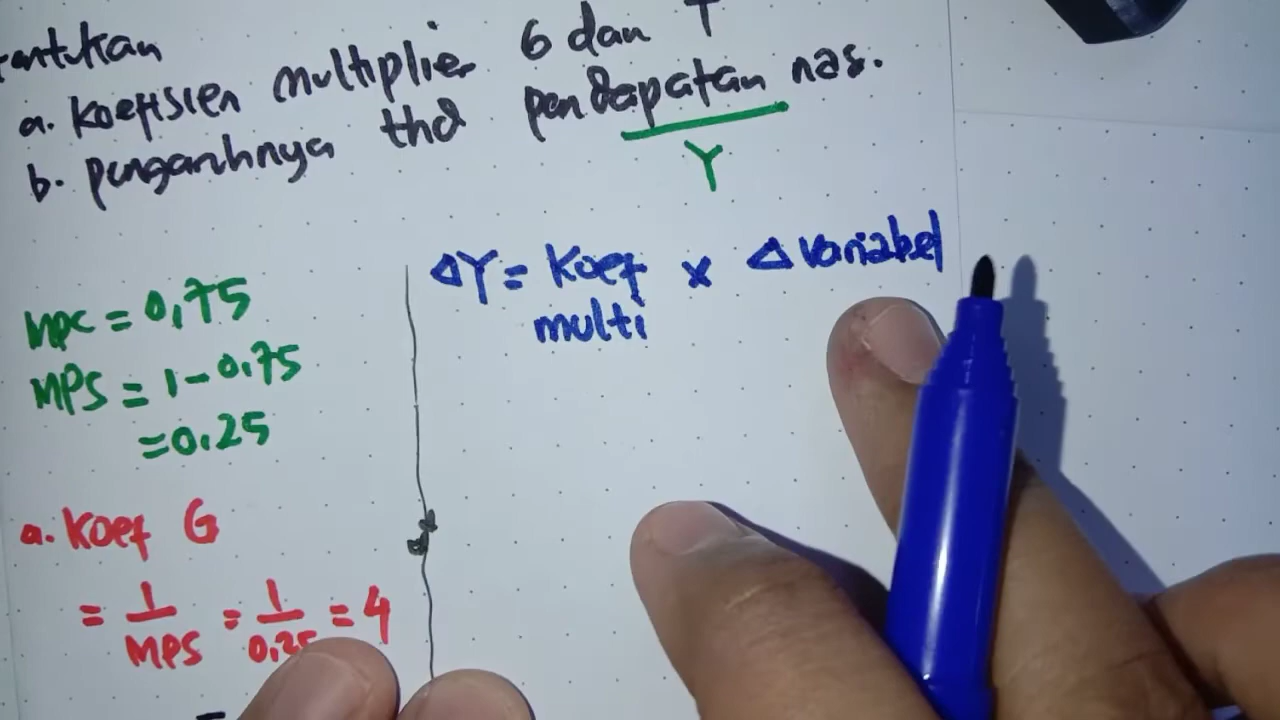 tentukan
a. Koefisien multiplier G dan T
b. pengaruhnya thd pendapatan nas.
Y
MPC = 0,75
MPS = 1 - 0.75
= 0.25
a. Koef G
= 1/MPS = 1/0,25 = 4
ΔY = Koef multi x Δ variabel